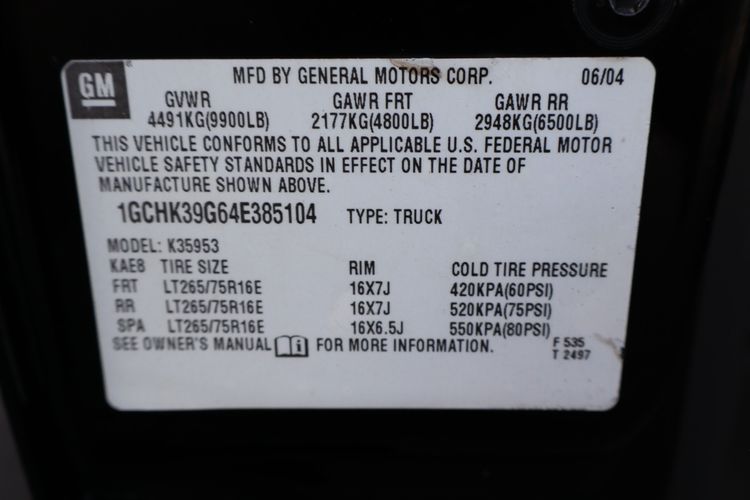 GM MFD BY GENERAL MOTORS CORP. 06/04
GVWR GAWR FRT GAWR RR
4491KG(9900LB) 2177KG(4800LB) 2948KG(6500LB)
THIS VEHICLE CONFORMS TO ALL APPLICABLE U.S. FEDERAL MOTOR
VEHICLE SAFETY STANDARDS IN EFFECT ON THE DATE OF
MANUFACTURE SHOWN ABOVE.
1GCHK39G64E385104 TYPE: TRUCK
MODEL: K35953
KAE8 TIRE SIZE RIM COLD TIRE PRESSURE
FRT LT265/75R16E 16X7J 420KPA(60PSI)
RR LT265/75R16E 16X7J 520KPA(75PSI)
SPA LT265/75R16E 16X6.5J 550KPA(80PSI)
SEE OWNER'S MANUAL i FOR MORE INFORMATION. F 535
T 2497